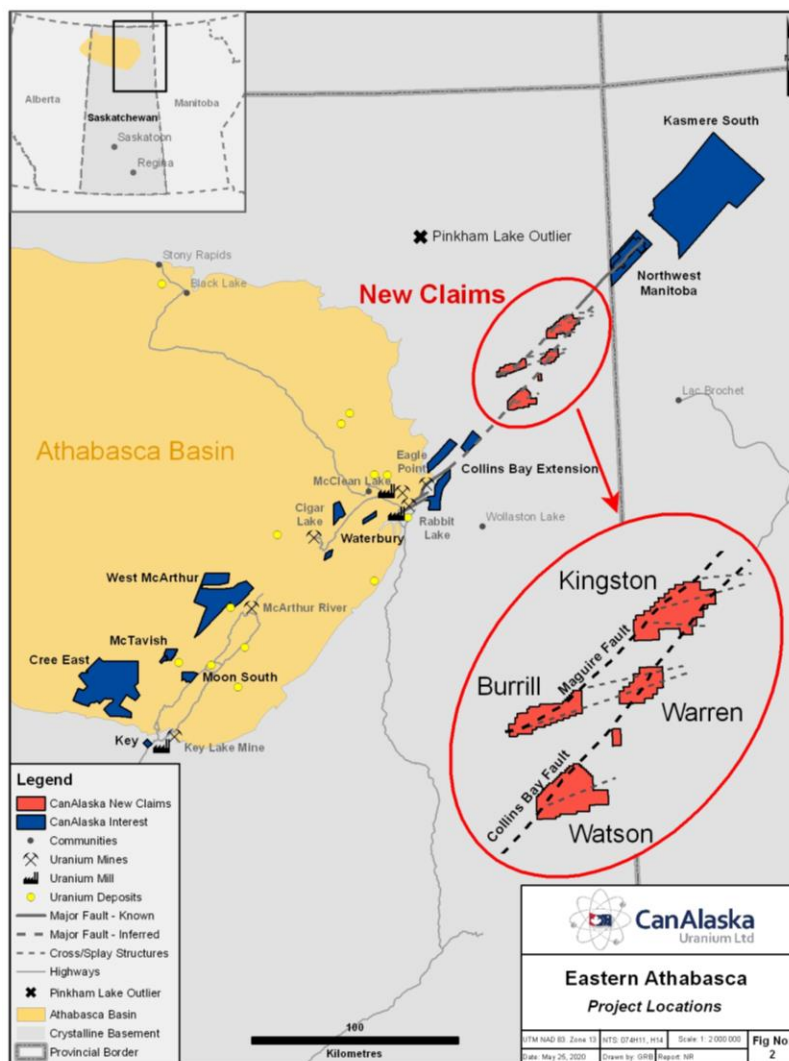 Alberta
Saskatchewan
Manitoba
Saskatoon
Regina
Kasmere South
Pinkham Lake Outlier
Northwest
Manitoba
New Claims
Stony Rapids
Black Lake
Lac Brochet
Athabasca Basin
Eagle
Point
Collins Bay Extension
McClean Lake
Cigar
Lake
Rabbit
Lake
Waterbury
Wollaston Lake
West McArthur
McArthur River
McTavish
Cree East
Moon South
Key
Key Lake Mine
Kingston
Maguire Fault
Burrill
Warren
Collins Bay Fault
Watson
Legend
CanAlaska New Claims
CanAlaska Interest
Communities
Uranium Mines
Uranium Mill
Uranium Deposits
Major Fault - Known
Major Fault - Inferred
Cross/Splay Structures
Highways
Pinkham Lake Outlier
Athabasca Basin
Crystalline Basement
Provincial Border
100
Kilometres
CanAlaska
Uranium Ltd
Eastern Athabasca
Project Locations
UTM NAD 83. Zone 13
NTS: 074H11, H14
Scale: 1: 2 000 000
Fig No.
2
Date: May 25, 2020
Drawn by: GRB
Report: NR